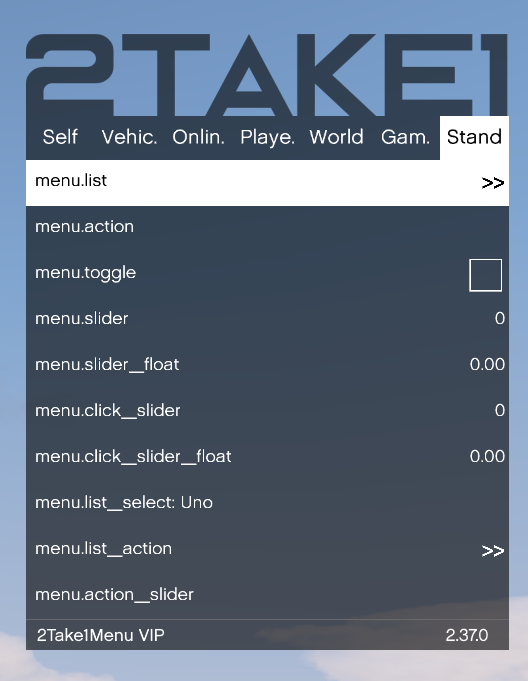 2TAKE1
Self Vehic. Onlin. Playe. World Gam. Stand
menu.list >>
menu.action
menu.toggle
menu.slider 0
menu.slider_float 0.00
menu.click_slider 0
menu.click_slider_float 0.00
menu.list_select: Uno
menu.list_action >>
menu.action_slider
2Take1Menu VIP 2.37.0